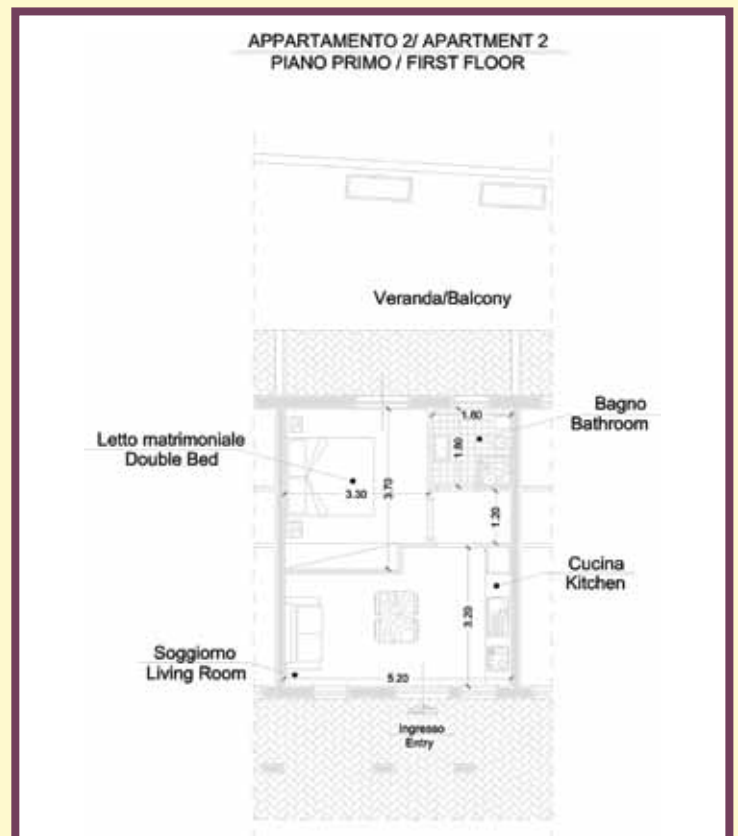 APPARTAMENTO 2/ APARTMENT 2
PIANO PRIMO / FIRST FLOOR
Veranda/Balcony
Bagno
Bathroom
1.80
1.80
Letto matrimoniale
Double Bed
3.30
3.70
1.20
Cucina
Kitchen
3.20
Soggiorno
Living Room
5.20
Ingresso
Entry